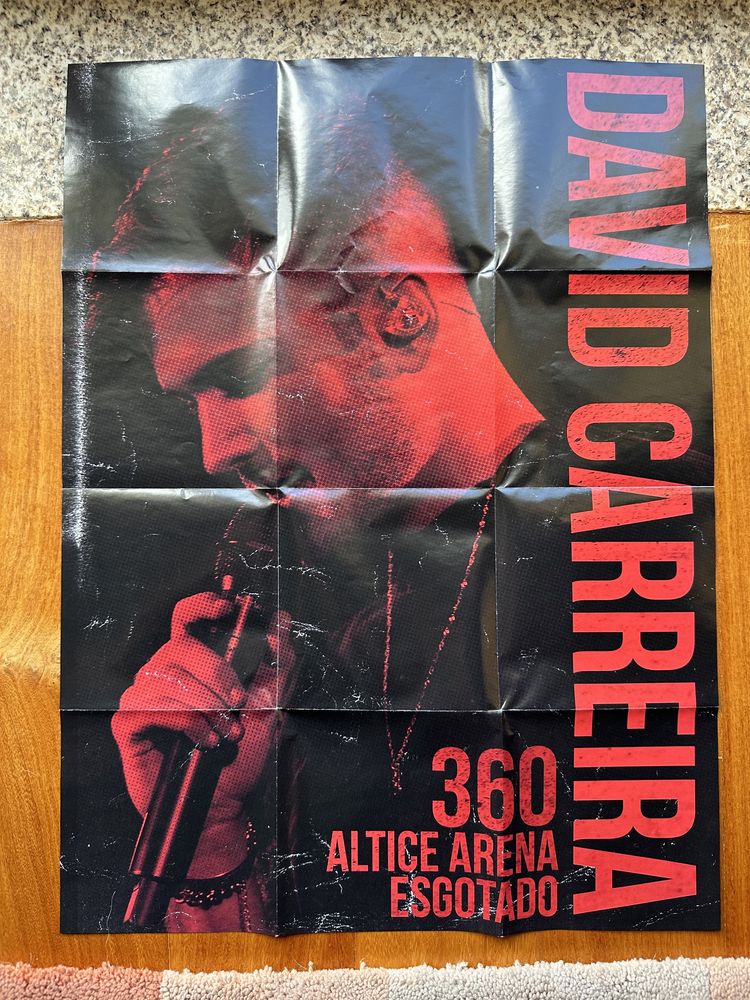 DAVID CARREIRA
360
ALTICE ARENA
ESGOTADO